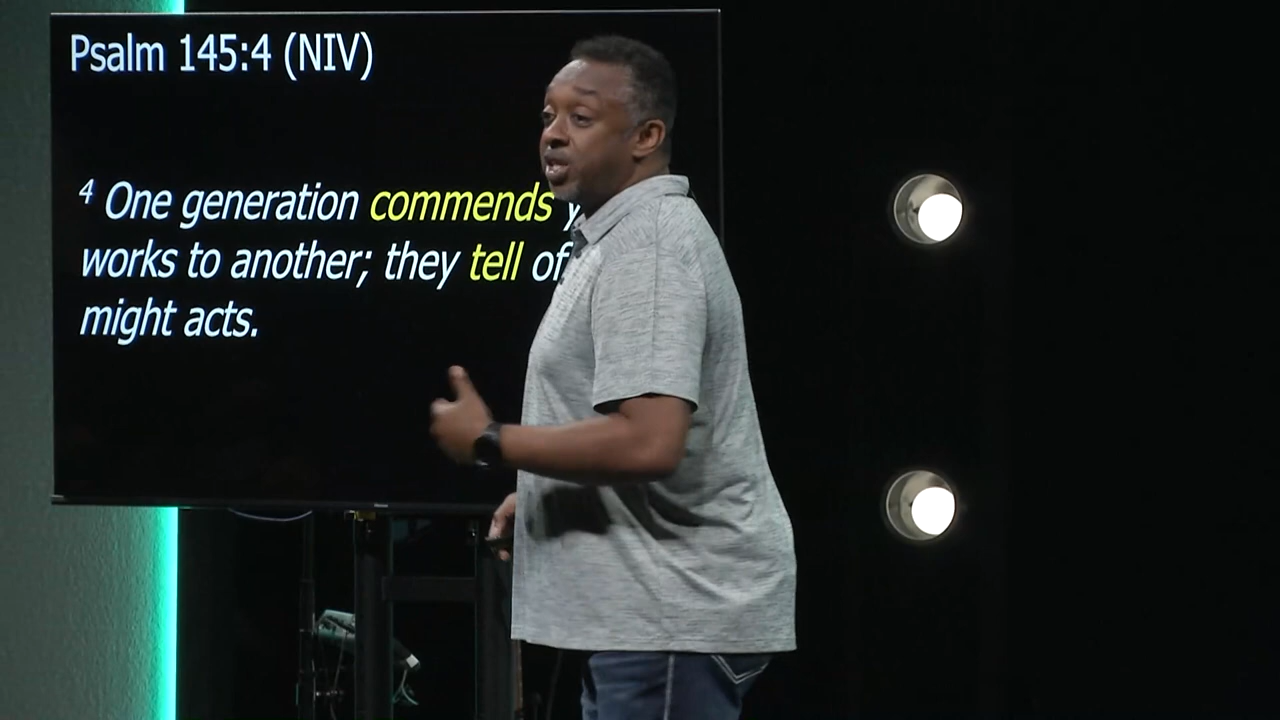 Psalm 145:4 (NIV)
4 One generation commends
works to another; they tell of
might acts.